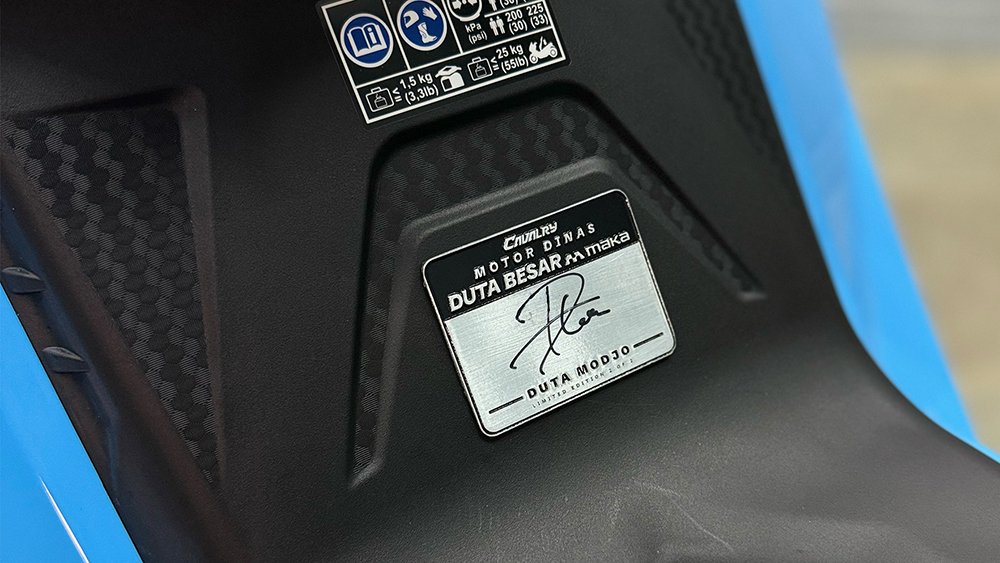 kPa 200 225
(psi) (30) (33)
≤ 1,5 kg
(3,3lb)
≤ 25 kg
(55lb)
CAVALRY
MOTOR DINAS
DUTA BESAR maka
DUTA MODJO
LIMITED EDITION 1 OF 1